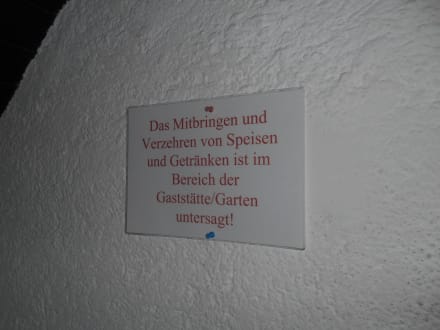 Das Mitbringen und
Verzehren von Speisen
und Getränken ist im
Bereich der
Gaststätte/Garten
untersagt!